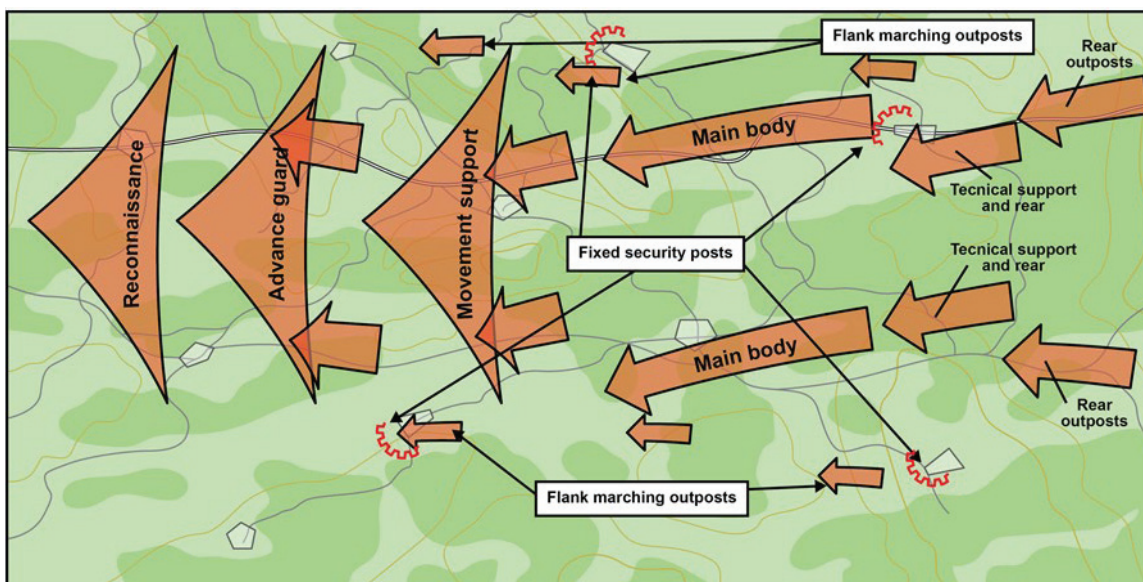 Flank marching outposts
Rear
outposts
Main body
Tecnical support
and rear
Reconnaissance
Advance guard
Movement support
Fixed security posts
Tecnical support
and rear
Main body
Rear
outposts
Flank marching outposts